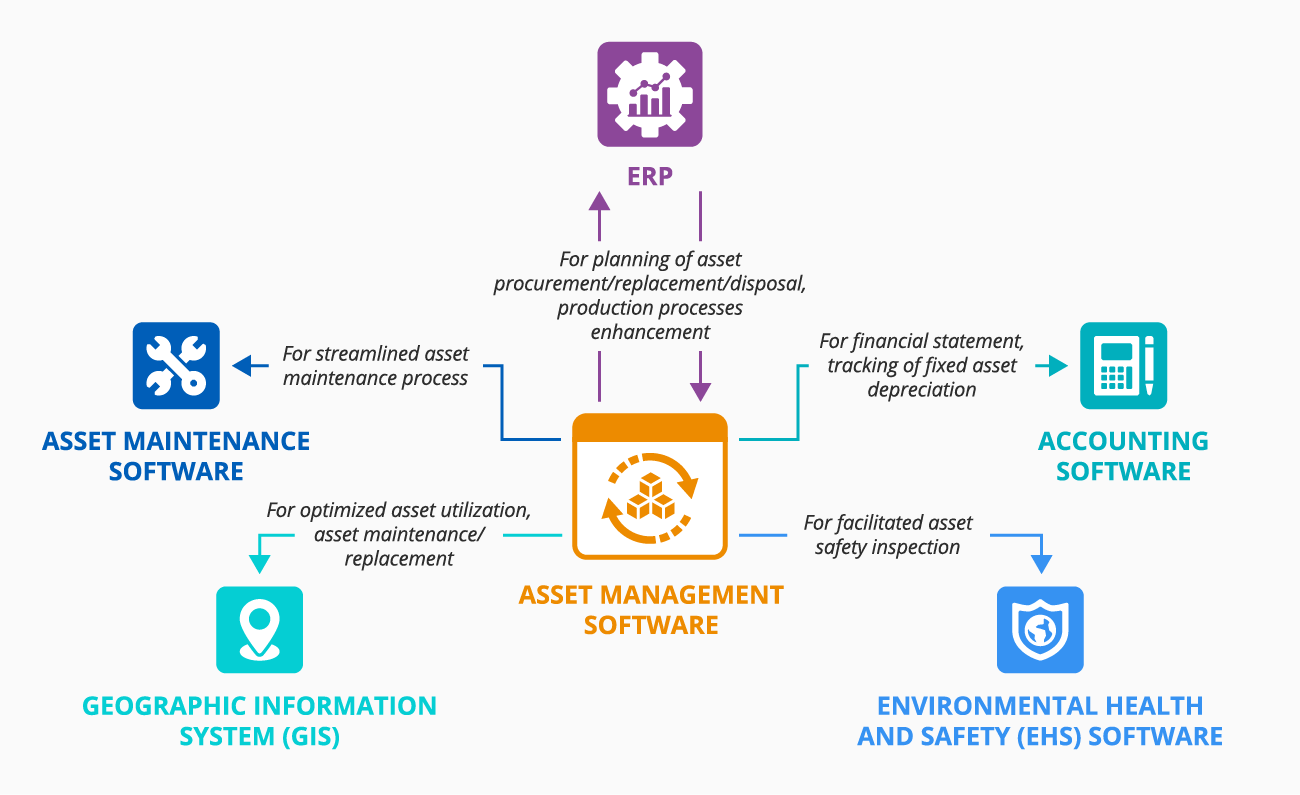 ERP
For planning of asset
procurement/replacement/disposal,
production processes
enhancement
For streamlined asset
maintenance process
For financial statement,
tracking of fixed asset
depreciation
ASSET MAINTENANCE
SOFTWARE
ACCOUNTING
SOFTWARE
For optimized asset utilization,
asset maintenance/
replacement
For facilitated asset
safety inspection
ASSET MANAGEMENT
SOFTWARE
GEOGRAPHIC INFORMATION
SYSTEM (GIS)
ENVIRONMENTAL HEALTH
AND SAFETY (EHS) SOFTWARE